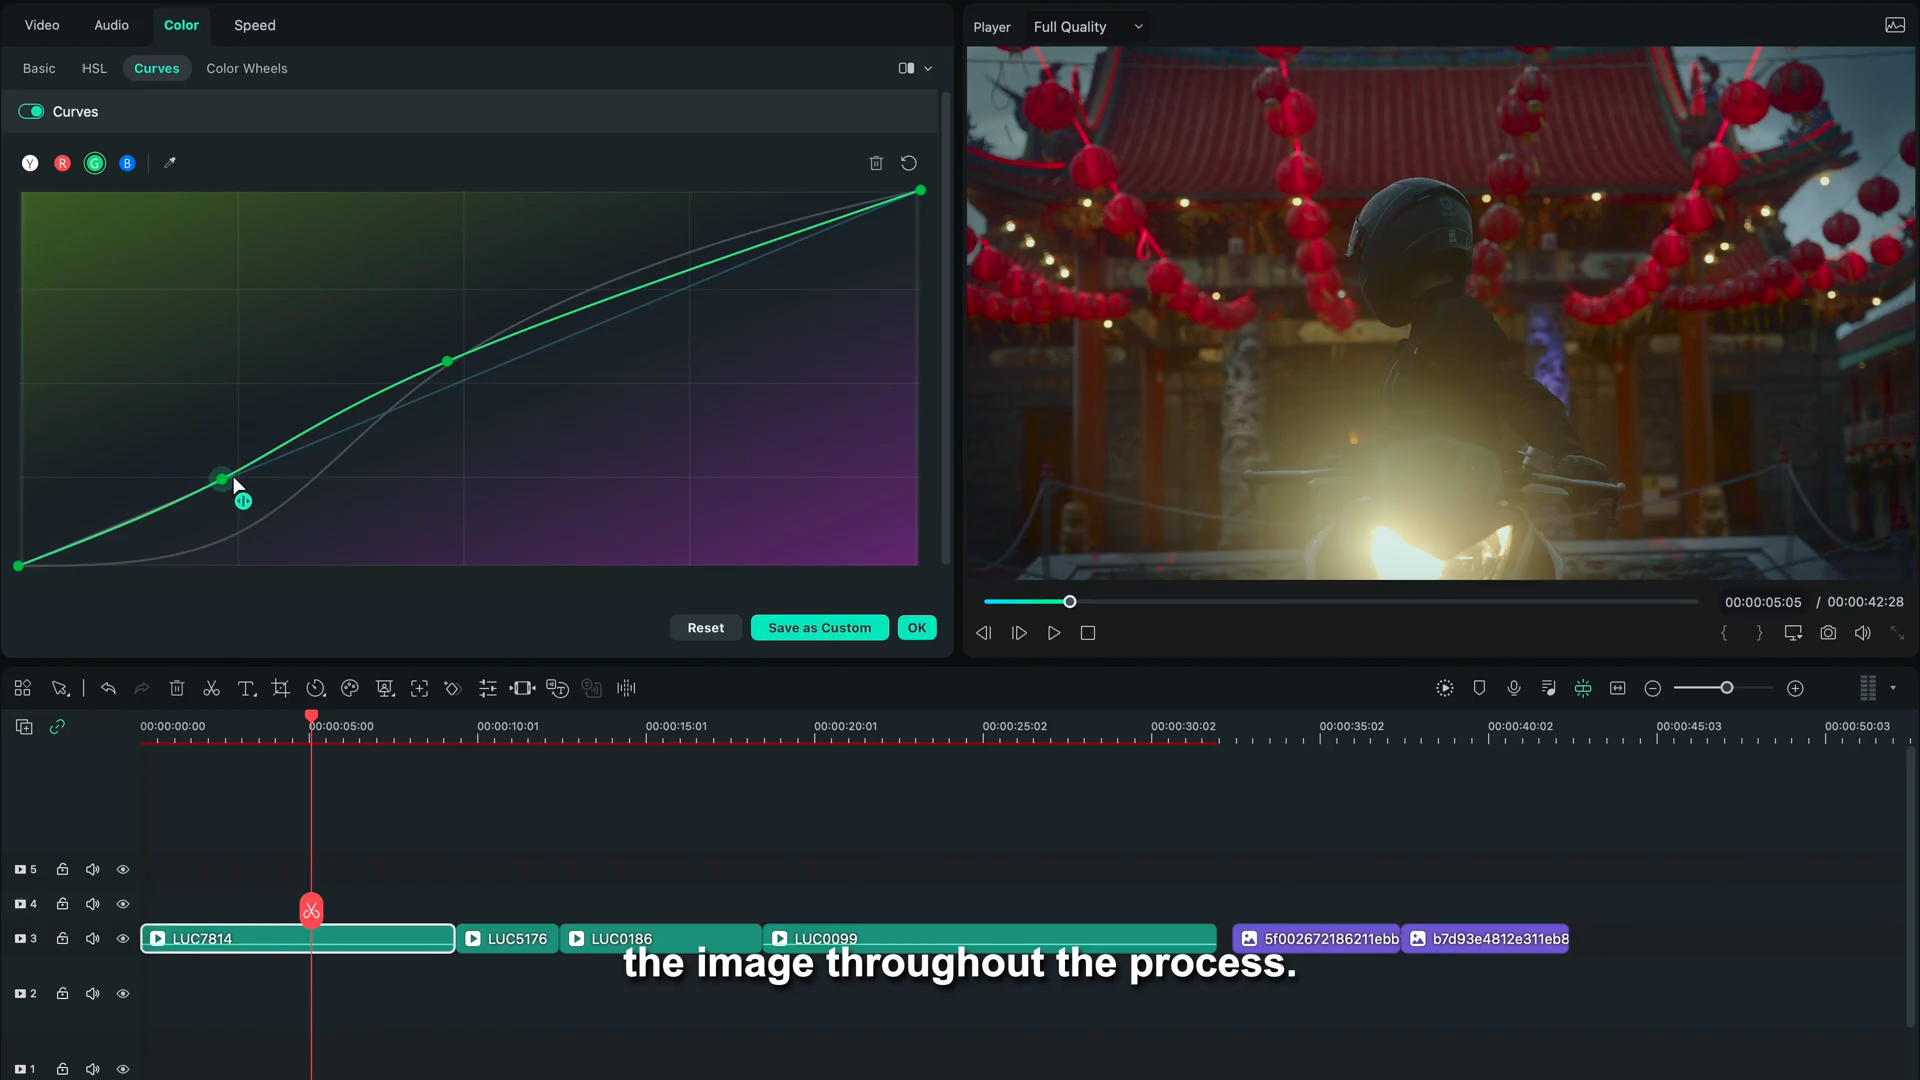 Video Audio Color Speed
Player Full Quality
Basic HSL Curves Color Wheels
Curves
Y R G B
Reset Save as Custom OK
00:00:05:05 / 00:00:42:28
00:00:00:00 00:00:05:00 00:00:10:01 00:00:15:01 00:00:20:01 00:00:25:02 00:00:30:02 00:00:35:02 00:00:40:02 00:00:45:03 00:00:50:03
5
4
3 LUC7814 LUC5176 LUC0186 LUC0099 5f002672186211ebb b7d93e4812e311eb8
the image throughout the process.
2
1